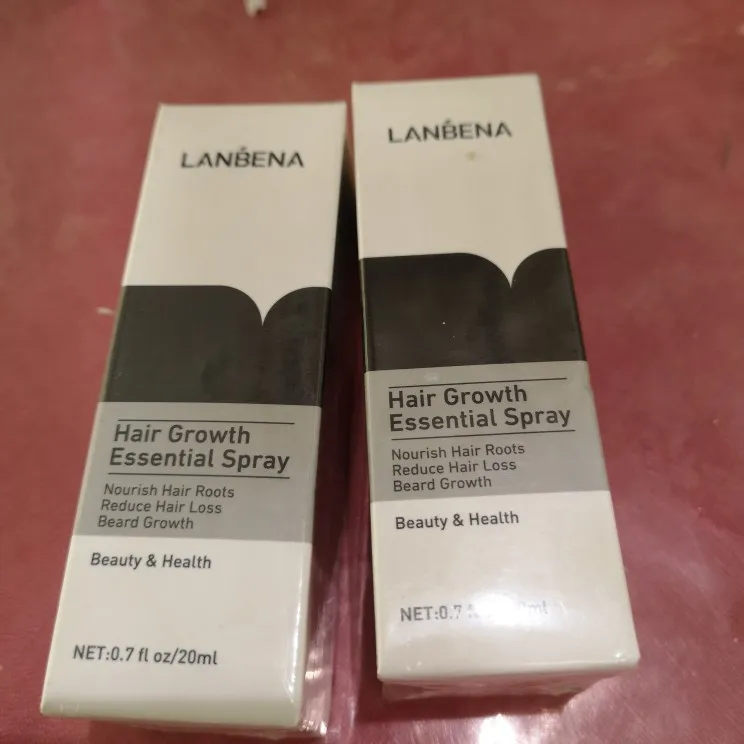 LANBENA
Hair Growth
Essential Spray
Nourish Hair Roots
Reduce Hair Loss
Beard Growth
Beauty & Health
NET:0.7 fl oz/20ml
LANBENA
Hair Growth
Essential Spray
Nourish Hair Roots
Reduce Hair Loss
Beard Growth
Beauty & Health
NET:0.7